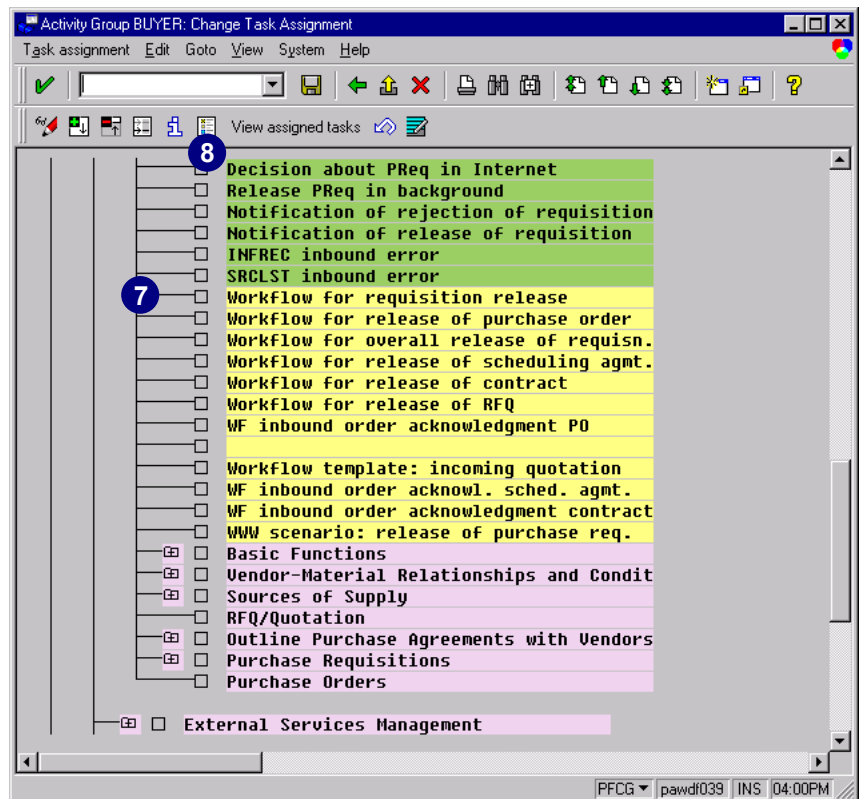 Activity Group BUYER: Change Task Assignment
Task assignment Edit Goto View System Help
View assigned tasks
8
Decision about PReq in Internet
Release PReq in background
Notification of rejection of requisition
Notification of release of requisition
INFREC inbound error
SRCLST inbound error
7
Workflow for requisition release
Workflow for release of purchase order
Workflow for overall release of requisn.
Workflow for release of scheduling agmt.
Workflow for release of contract
Workflow for release of RFQ
WF inbound order acknowledgment PO
Workflow template: incoming quotation
WF inbound order acknowl. sched. agmt.
WF inbound order acknowledgment contract
WWW scenario: release of purchase req.
Basic Functions
Vendor-Material Relationships and Condit
Sources of Supply
RFQ/Quotation
Outline Purchase Agreements with Vendors
Purchase Requisitions
Purchase Orders
External Services Management
PFCG pawdf039 INS 04:00PM